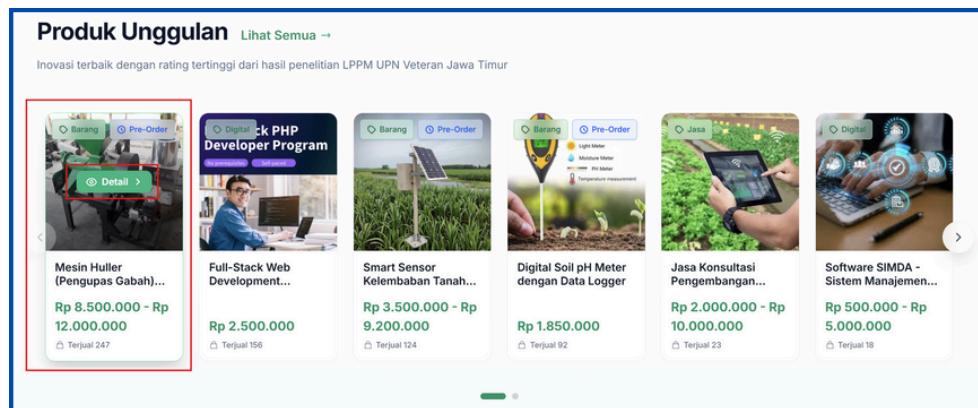 Produk Unggulan Lihat Semua →
Inovasi terbaik dengan rating tertinggi dari hasil penelitian LPPM UPN Veteran Jawa Timur
Barang Pre-Order
Detail >
Mesin Huller
(Pengupas Gabah)...
Rp 8.500.000 - Rp
12.000.000
Terjual 247
Digital
ck PHP
Developer Program
No prerequisites Self-paced
Full-Stack Web
Development...
Rp 2.500.000
Terjual 156
Barang Pre-Order
Smart Sensor
Kelembaban Tanah...
Rp 3.500.000 - Rp
9.200.000
Terjual 124
Barang Pre-Order
Light Meter
Moisture Meter
PH Meter
Temperature measurement
Digital Soil pH Meter
dengan Data Logger
Rp 1.850.000
Terjual 92
Jasa
Jasa Konsultasi
Pengembangan...
Rp 2.000.000 - Rp
10.000.000
Terjual 23
Digital
Software SIMDA -
Sistem Manajemen...
Rp 500.000 - Rp
5.000.000
Terjual 18